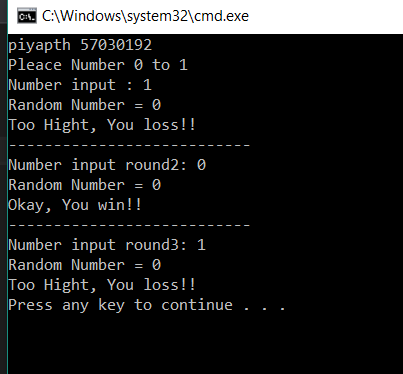 C:\Windows\system32\cmd.exe
piyapth 57030192
Pleace Number 0 to 1
Number input : 1
Random Number = 0
Too Hight, You loss!!
---------------------------
Number input round2: 0
Random Number = 0
Okay, You win!!
---------------------------
Number input round3: 1
Random Number = 0
Too Hight, You loss!!
Press any key to continue . . .